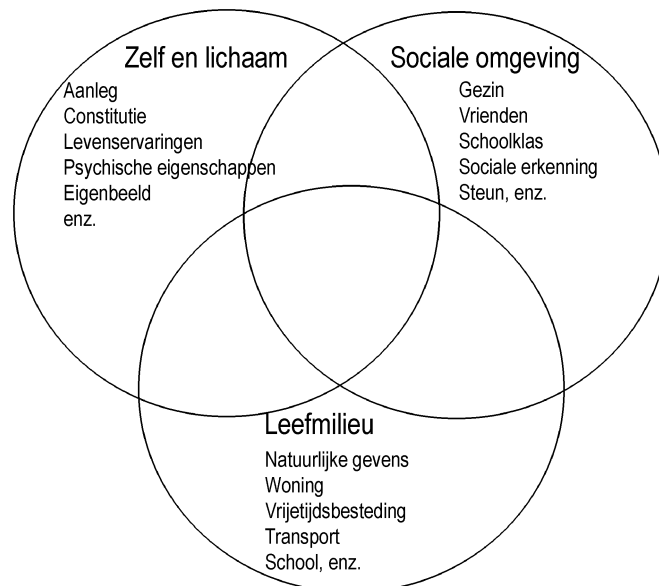 Zelf en lichaam
Aanleg
Constitutie
Levenservaringen
Psychische eigenschappen
Eigenbeeld
enz.
Sociale omgeving
Gezin
Vrienden
Schoolklas
Sociale erkenning
Steun, enz.
Leefmilieu
Natuurlijke gevens
Woning
Vrijetijdsbesteding
Transport
School, enz.